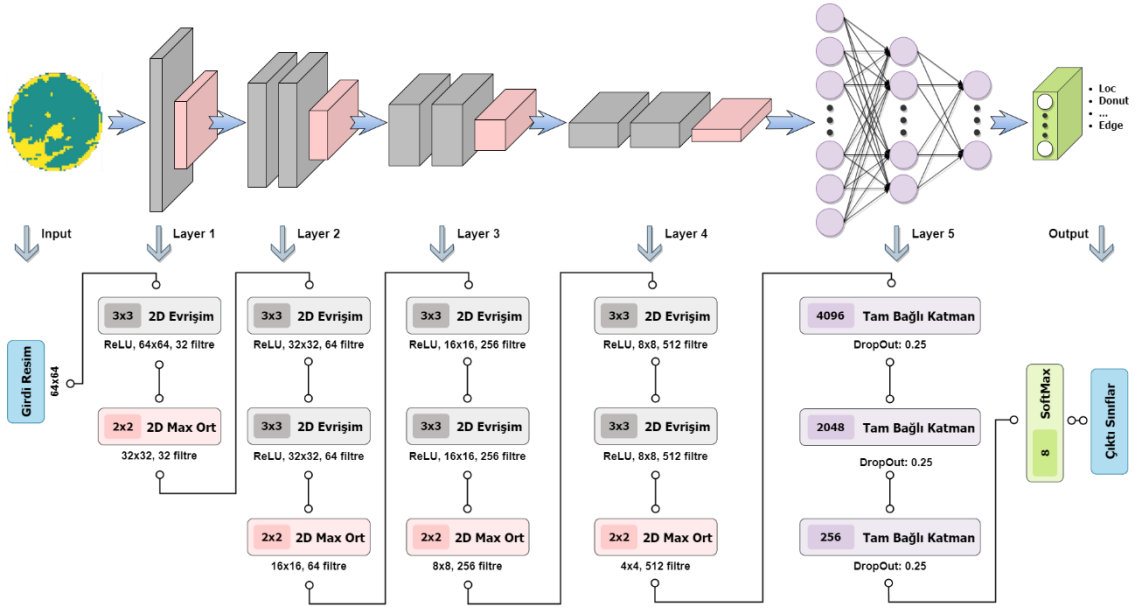 • Loc
• Donut
• ...
• Edge
Input
Layer 1
Layer 2
Layer 3
Layer 4
Layer 5
Output
Girdi Resim
64x64
3x3 2D Evrişim
ReLU, 64x64, 32 filtre
2x2 2D Max Ort
32x32, 32 filtre
3x3 2D Evrişim
ReLU, 32x32, 64 filtre
3x3 2D Evrişim
ReLU, 32x32, 64 filtre
2x2 2D Max Ort
16x16, 64 filtre
3x3 2D Evrişim
ReLU, 16x16, 256 filtre
3x3 2D Evrişim
ReLU, 16x16, 256 filtre
2x2 2D Max Ort
8x8, 256 filtre
3x3 2D Evrişim
ReLU, 8x8, 512 filtre
3x3 2D Evrişim
ReLU, 8x8, 512 filtre
2x2 2D Max Ort
4x4, 512 filtre
4096 Tam Bağlı Katman
DropOut: 0.25
2048 Tam Bağlı Katman
DropOut: 0.25
256 Tam Bağlı Katman
DropOut: 0.25
8 SoftMax
Çıktı Sınıflar